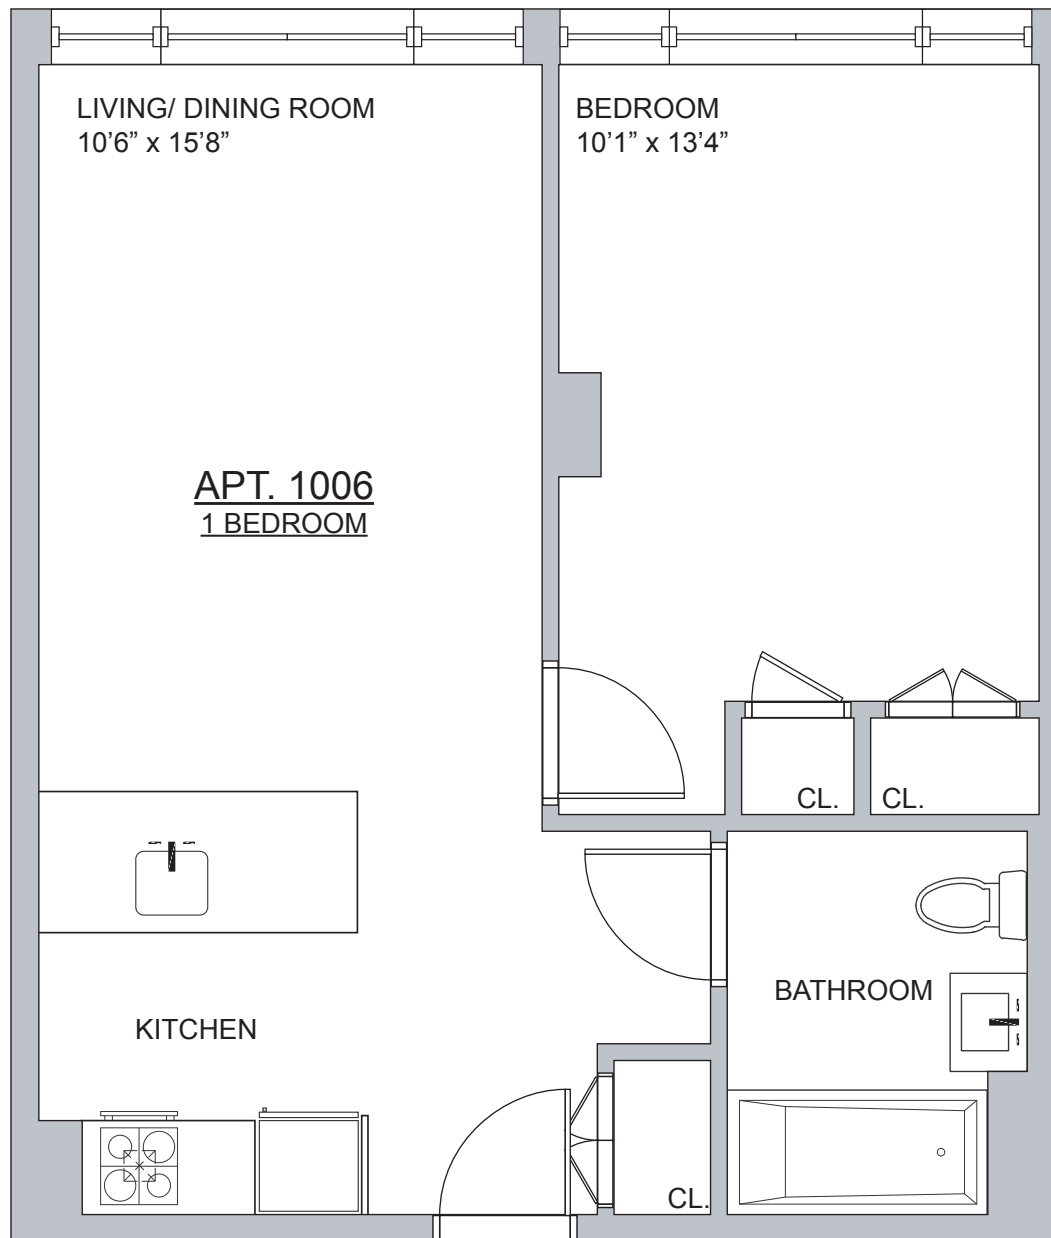 LIVING/ DINING ROOM
10’6” x 15’8”
BEDROOM
10’1” x 13’4”
APT. 1006
1 BEDROOM
CL.
CL.
BATHROOM
KITCHEN
CL.